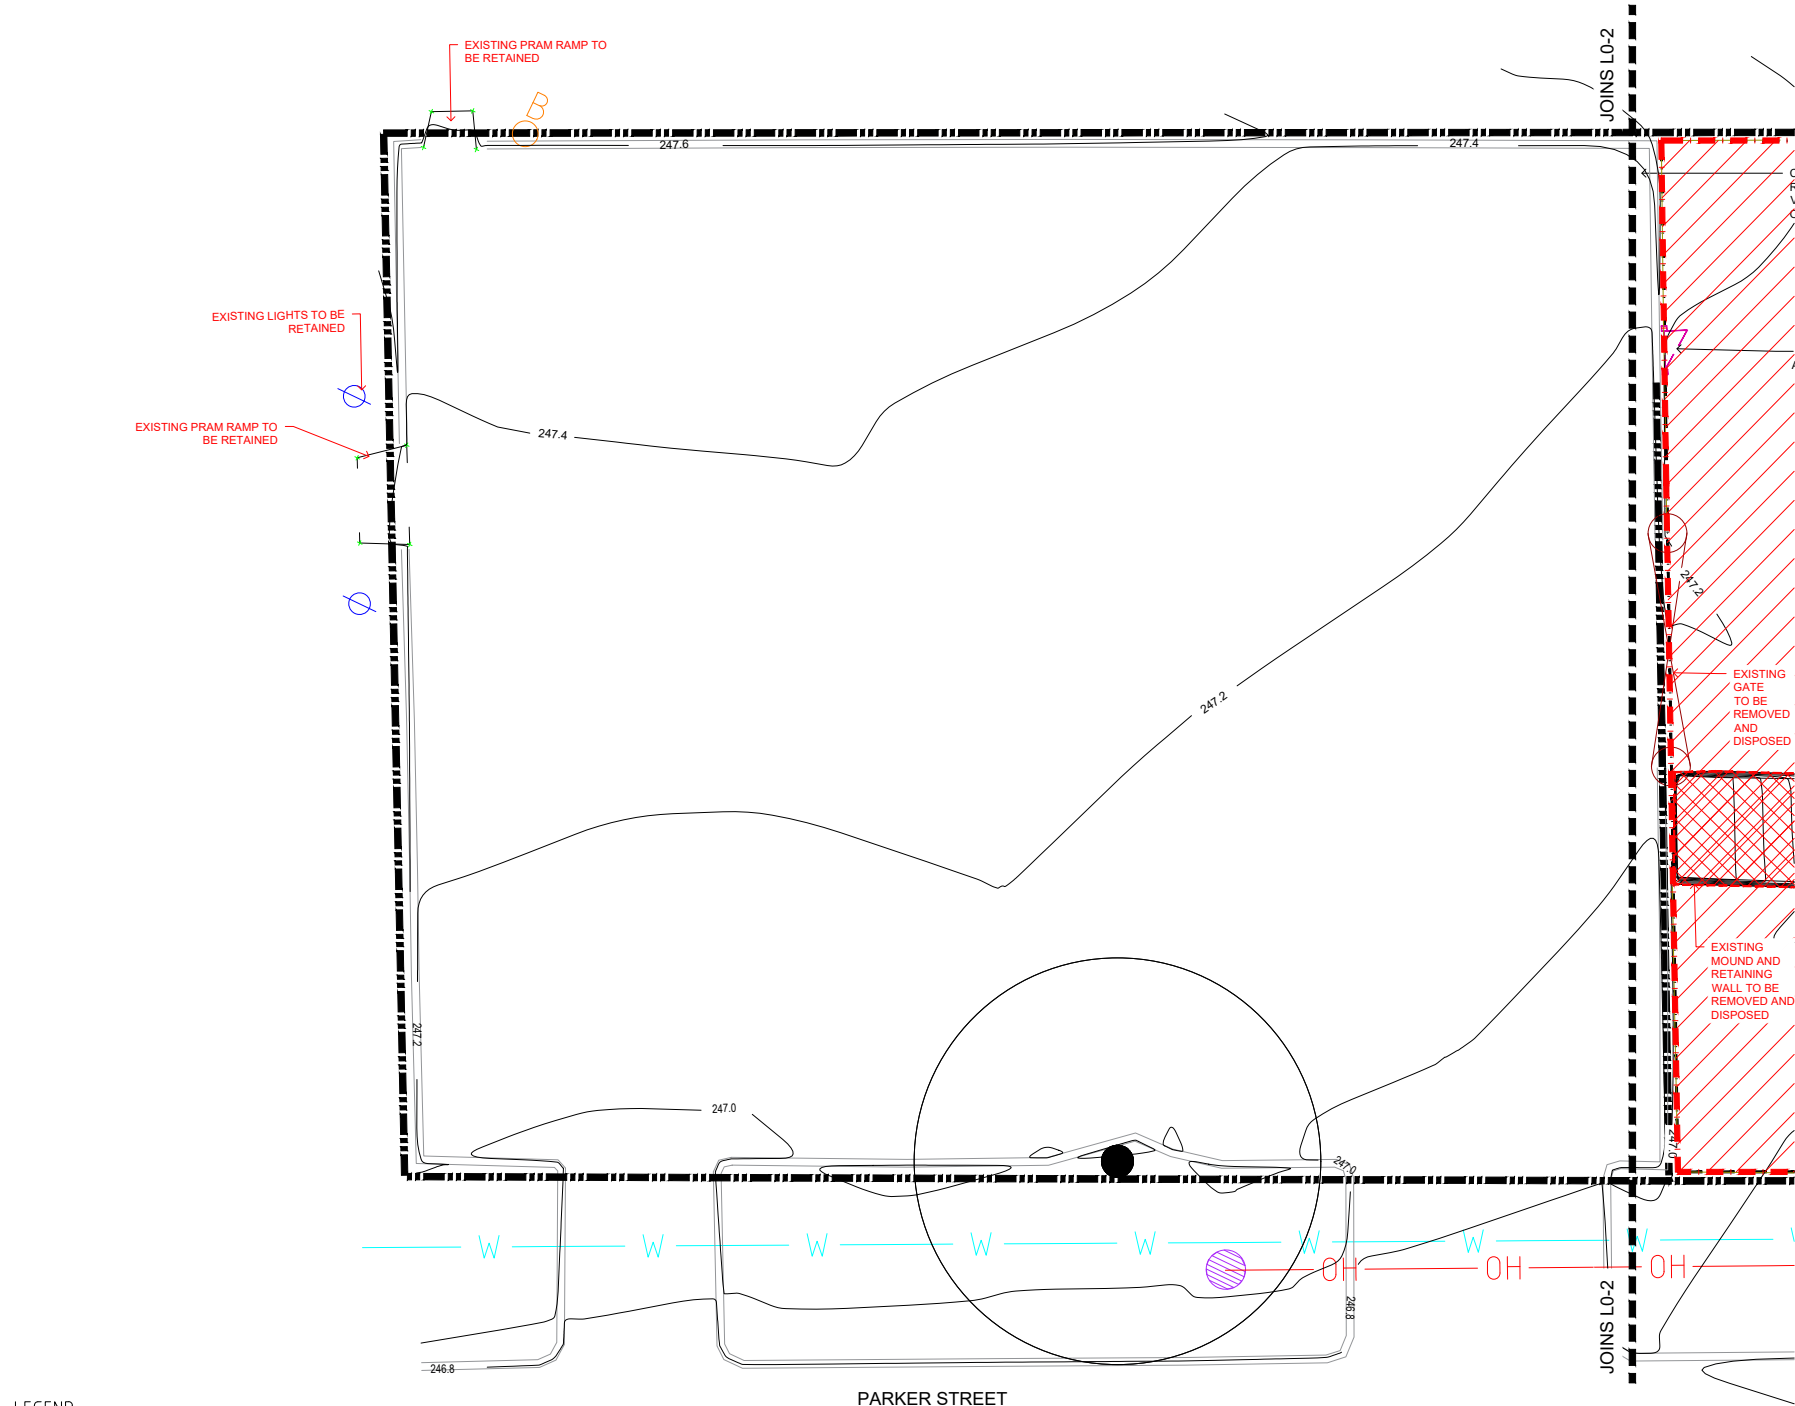 EXISTING PRAM RAMP TO
BE RETAINED
JOINS L0-2
B
247.6
247.4
EXISTING LIGHTS TO BE
RETAINED
EXISTING PRAM RAMP TO
BE RETAINED
247.4
247.2
EXISTING
GATE
TO BE
REMOVED
AND
DISPOSED
247.2
EXISTING
MOUND AND
RETAINING
WALL TO BE
REMOVED AND
DISPOSED
247.2
247.0
247.0
247.0
W W W W W W W W
OH OH OH
246.8
JOINS L0-2
246.8
PARKER STREET
LEGEND